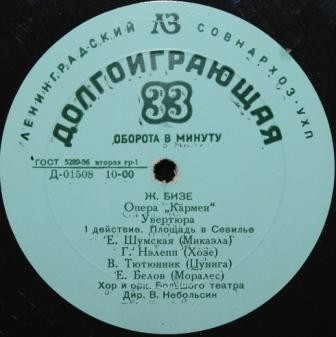 ЛЗ
ЛЕНИНГРАДСКИЙ СОВНАРХОЗ-УХП
ДОЛГОИГРАЮЩАЯ
33
ОБОРОТА В МИНУТУ
ГОСТ 5289-56 вторая гр-1
Д-01508 10-00
Ж. БИЗЕ
Опера „Кармен"
Увертюра
1 действие. Площадь в Севилье
Е. Шумская (Микаэла)
Г. Нэлепп (Хозе)
В. Тютюнник (Цунига)
Е. Белов (Моралес)
Хор и орк. Большого театра
Дир. В. Небольсин